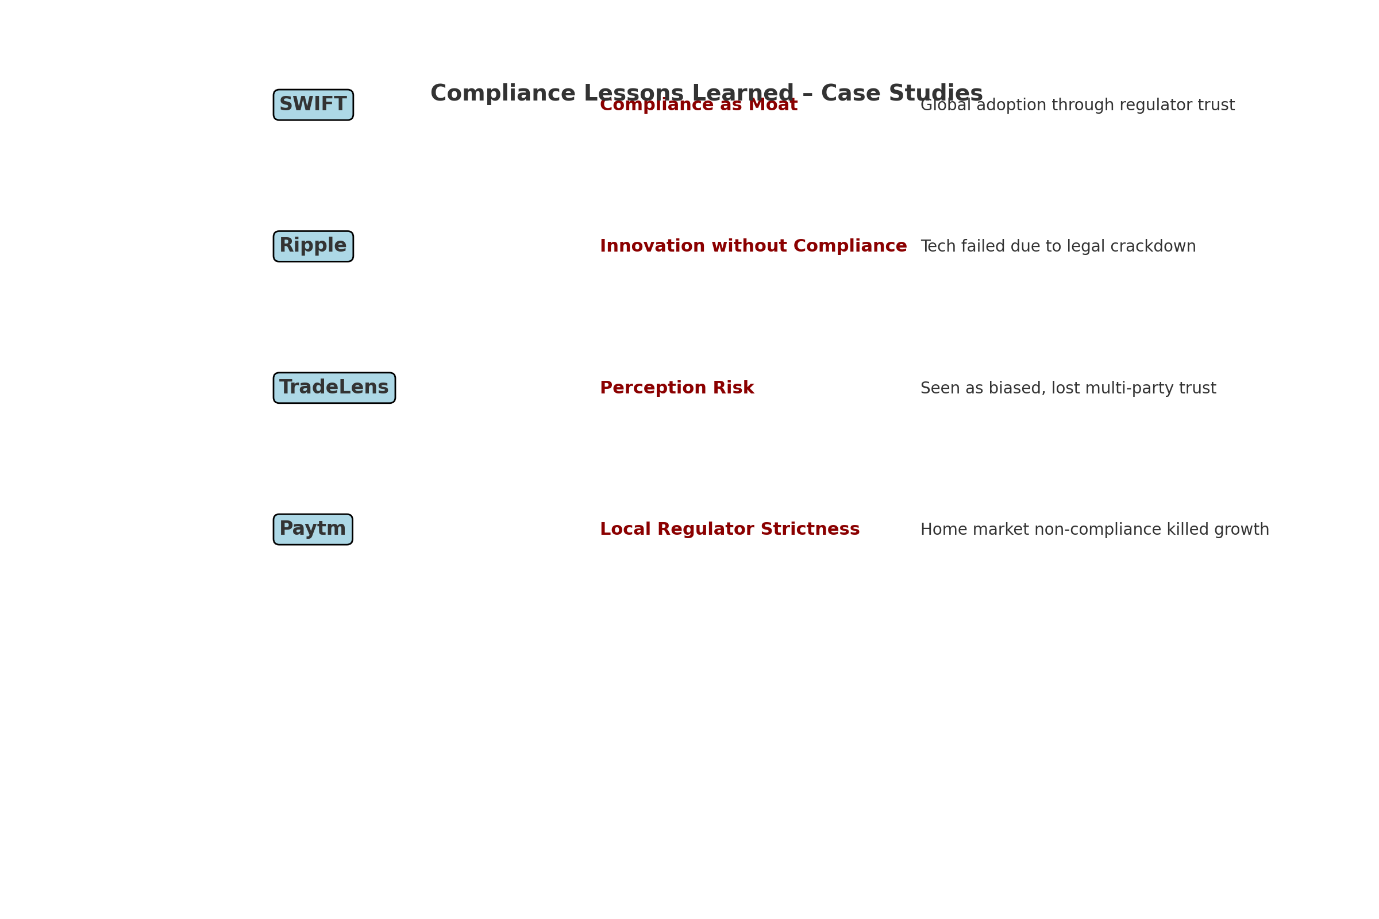 Compliance Lessons Learned – Case Studies
SWIFT Compliance as Moat Global adoption through regulator trust
Ripple Innovation without Compliance Tech failed due to legal crackdown
TradeLens Perception Risk Seen as biased, lost multi-party trust
Paytm Local Regulator Strictness Home market non-compliance killed growth